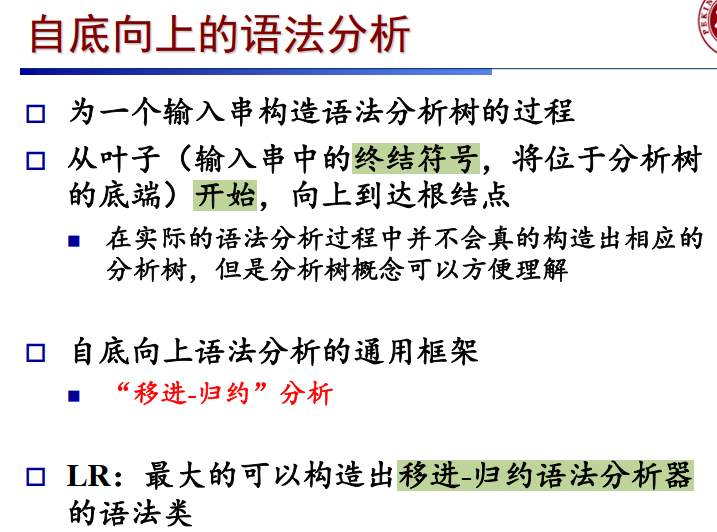 自底向上的语法分析
为一个输入串构造语法分析树的过程
从叶子（输入串中的终结符号，将位于分析树
的底端）开始，向上到达根结点
在实际的语法分析过程中并不会真的构造出相应的
分析树，但是分析树概念可以方便理解
自底向上语法分析的通用框架
“移进-归约”分析
LR：最大的可以构造出移进-归约语法分析器
的语法类